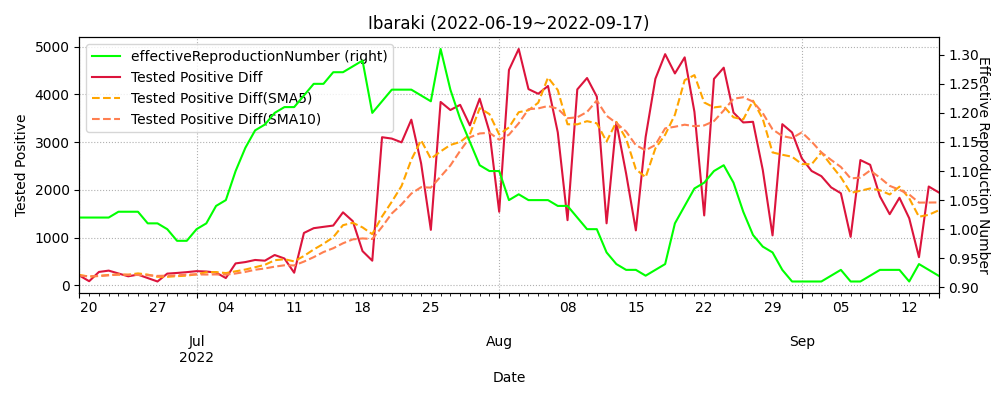 Ibaraki (2022-06-19~2022-09-17)
effectiveReproductionNumber (right)
Tested Positive Diff
Tested Positive Diff(SMA5)
Tested Positive Diff(SMA10)
Tested Positive
5000
4000
3000
2000
1000
0
Effective Reproduction Number
1.30
1.25
1.20
1.15
1.10
1.05
1.00
0.95
0.90
20 27 04 11 18 25 08 15 22 29 05 12
Jul Aug Sep
2022
Date